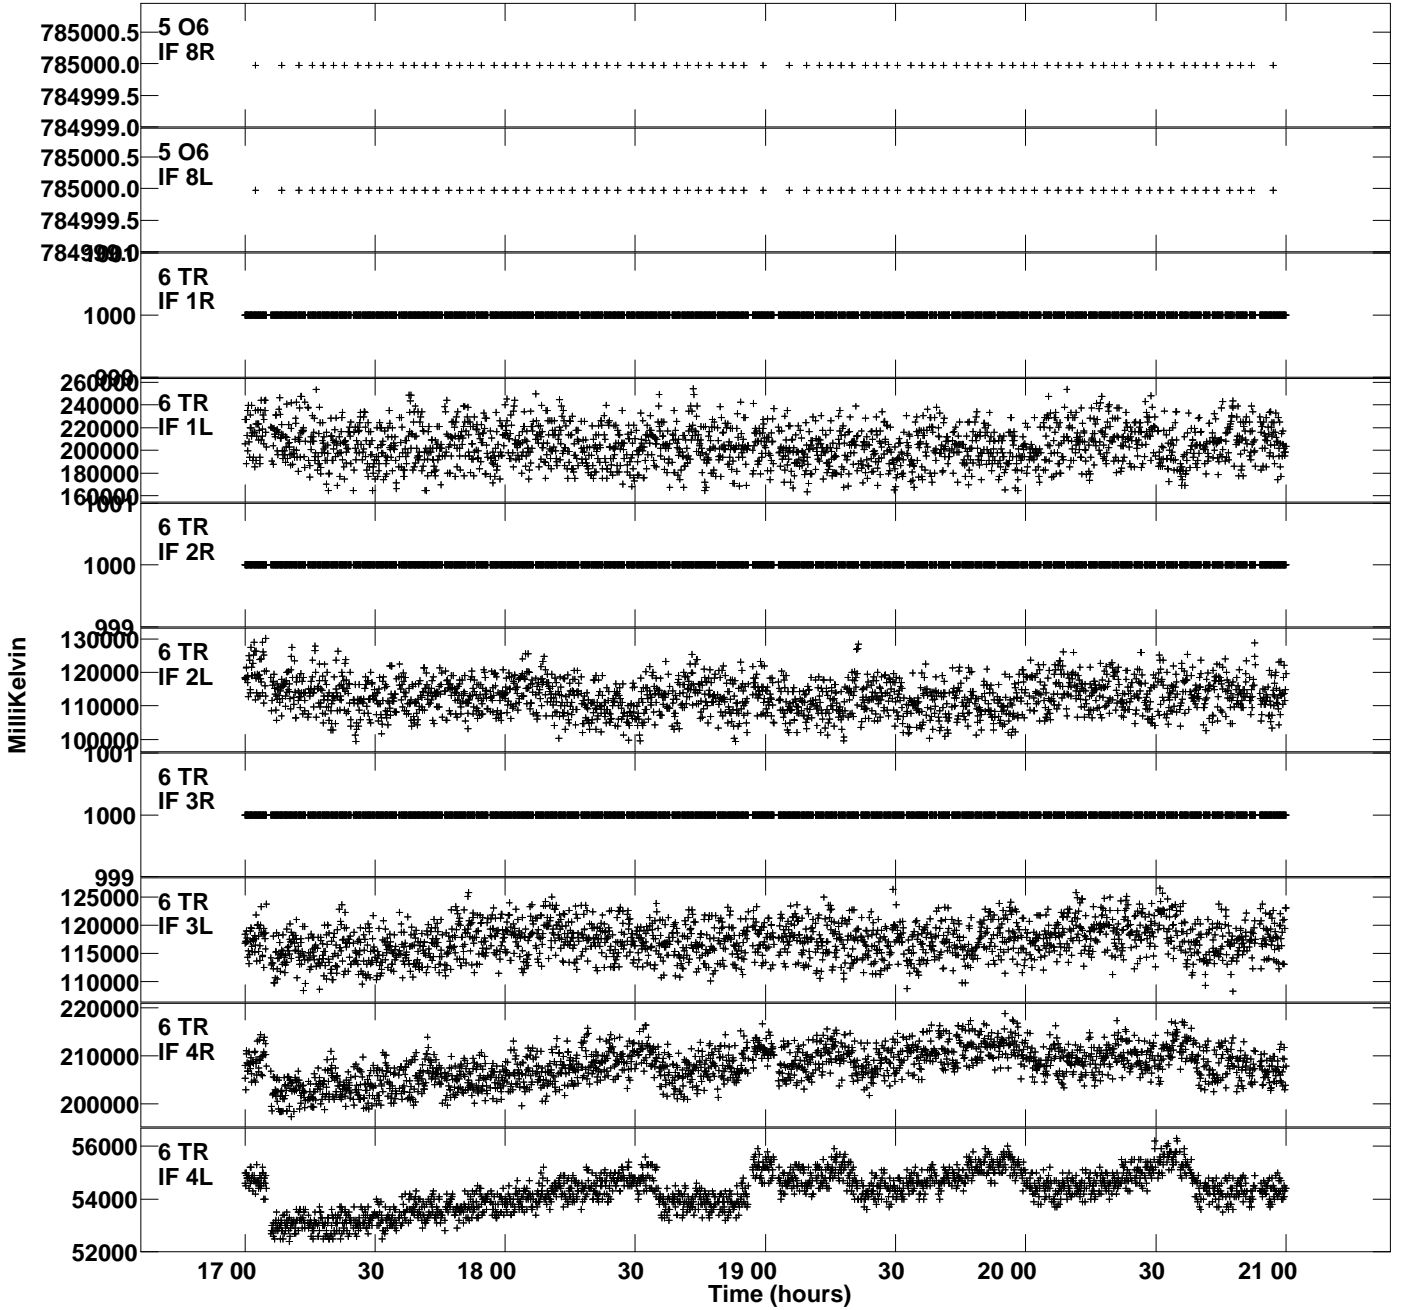 5 O6
IF 8R
785000.5
785000.0
784999.5
784999.0
5 O6
IF 8L
785000.5
785000.0
784999.5
784999.0
6 TR
IF 1R
1001
1000
999
6 TR
IF 1L
260000
240000
220000
200000
180000
160000
6 TR
IF 2R
1001
1000
999
6 TR
IF 2L
130000
120000
110000
100000
6 TR
IF 3R
1001
1000
999
6 TR
IF 3L
125000
120000
115000
110000
6 TR
IF 4R
220000
210000
200000
6 TR
IF 4L
56000
54000
52000
MilliKelvin
17 00 30 18 00 30 19 00 30 20 00 30 21 00
Time (hours)